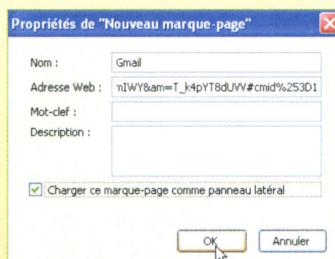 Propriétés de "Nouveau marque-page"
Nom : Gmail
Adresse Web : nIWY&am=T_k4pYT8dUVV#cmid%253D1
Mot-clef :
Description :
Charger ce marque-page comme panneau latéral
OK Annuler